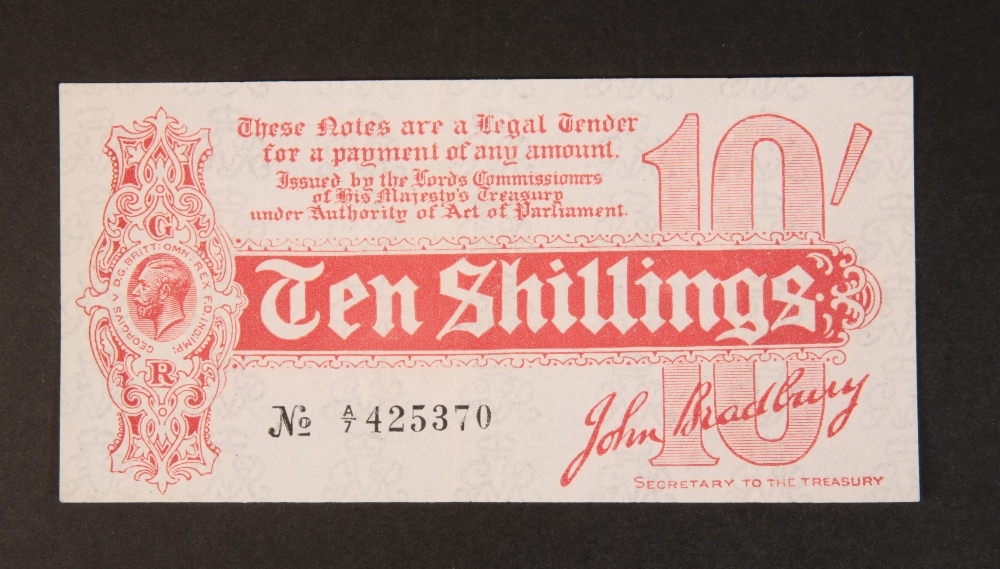 These Notes are a Legal Tender
for a payment of any amount.
Issued by the Lords Commissioners
of His Majesty's Treasury
under Authority of Act of Parliament.
10/
G
GEORGIVS V D.G. BRITT: OMN: REX F.D. IND: IMP:
R
Ten Shillings
No A/7 425370
John Bradbury
SECRETARY TO THE TREASURY